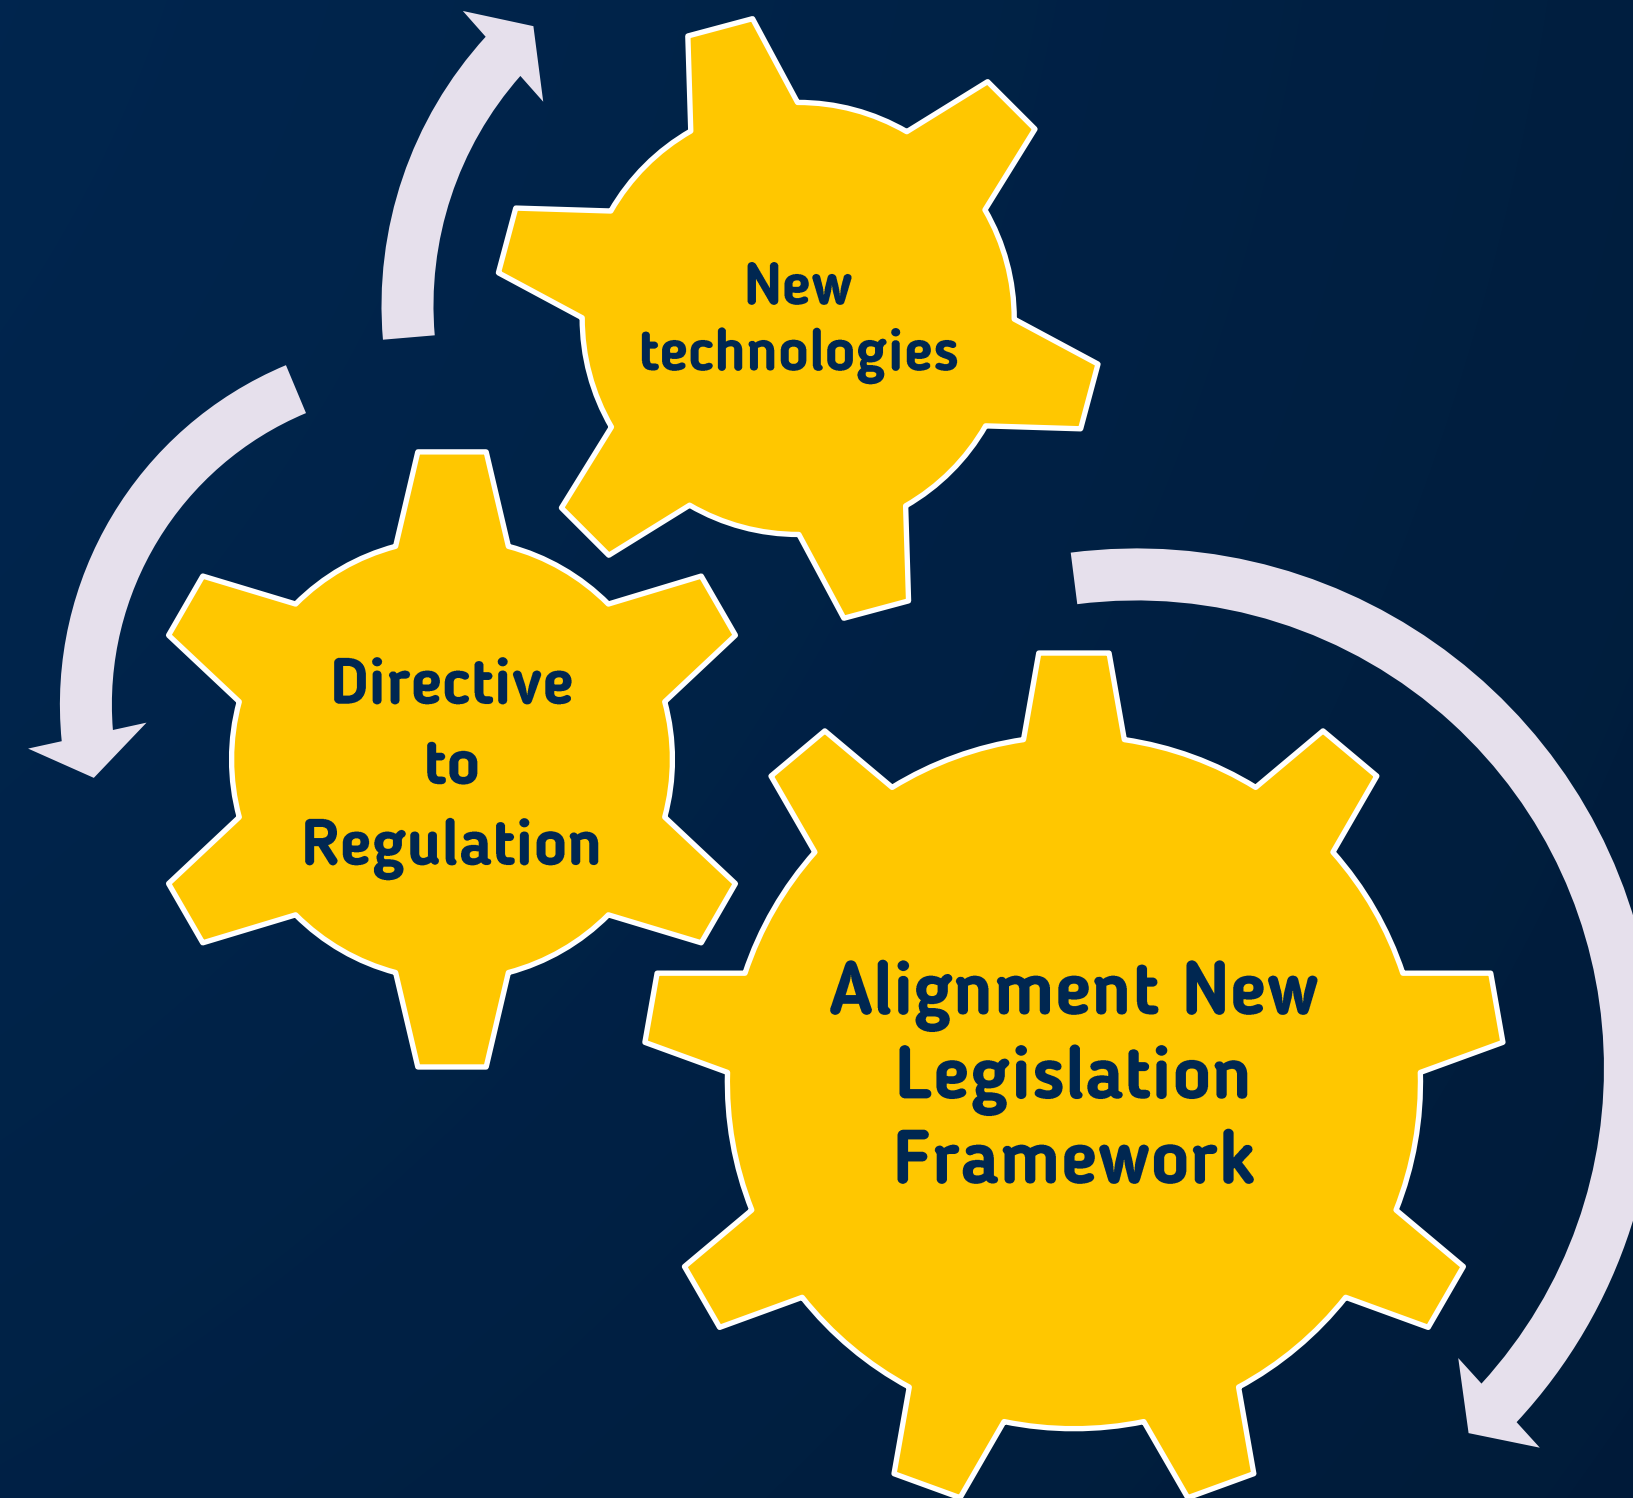 New
technologies
Directive
to
Regulation
Alignment New
Legislation
Framework